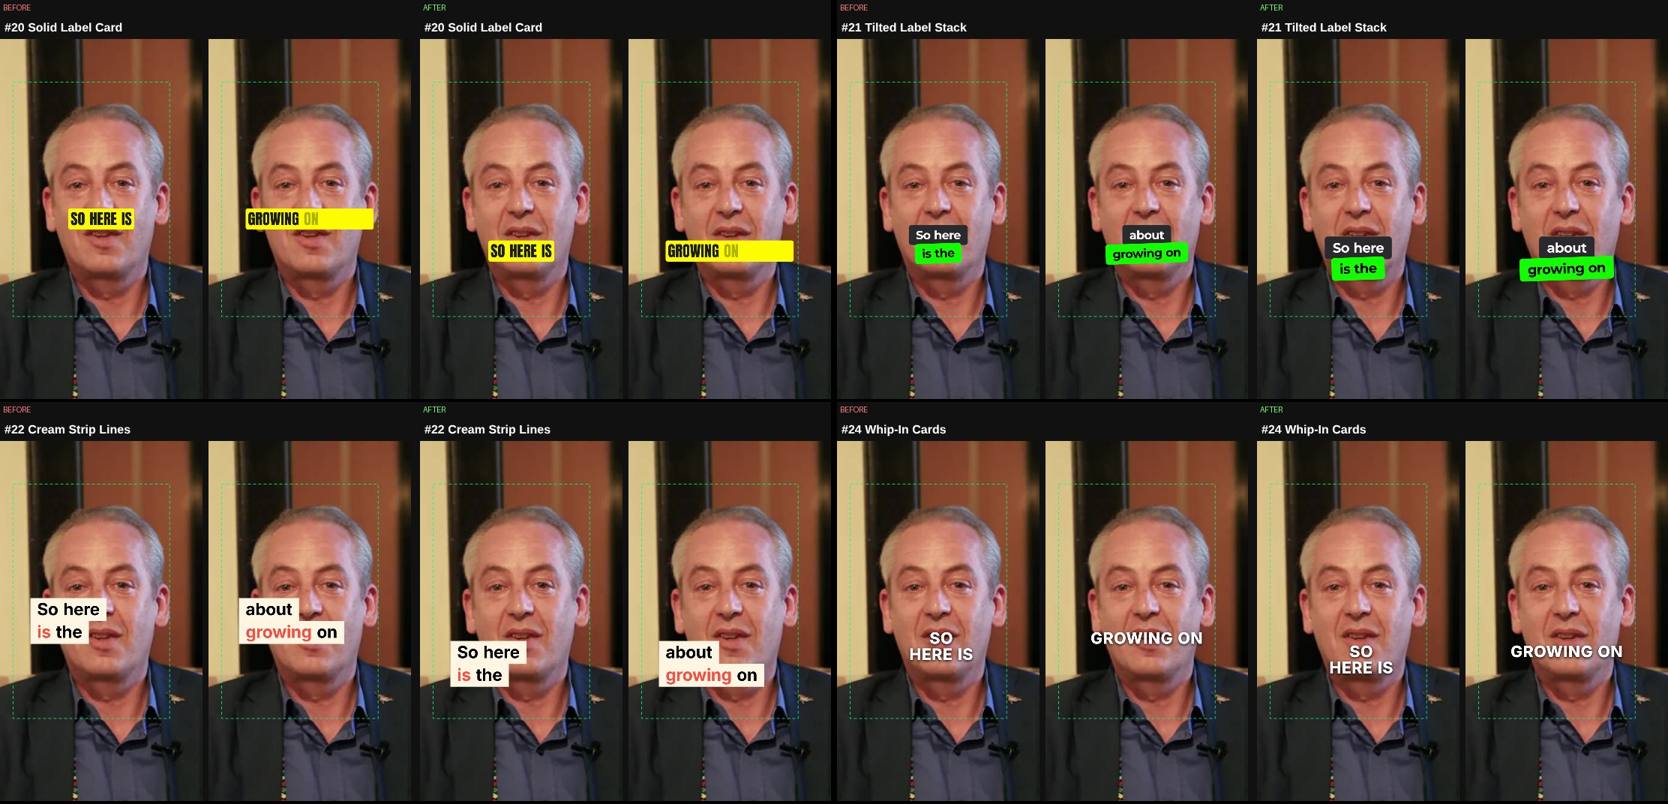 BEFORE
#20 Solid Label Card
SO HERE IS
GROWING ON
AFTER
#20 Solid Label Card
SO HERE IS
GROWING ON
BEFORE
#21 Tilted Label Stack
So here
is the
about
growing on
AFTER
#21 Tilted Label Stack
So here
is the
about
growing on
BEFORE
#22 Cream Strip Lines
So here
is the
about
growing on
AFTER
#22 Cream Strip Lines
So here
is the
about
growing on
BEFORE
#24 Whip-In Cards
SO
HERE IS
GROWING ON
AFTER
#24 Whip-In Cards
SO
HERE IS
GROWING ON